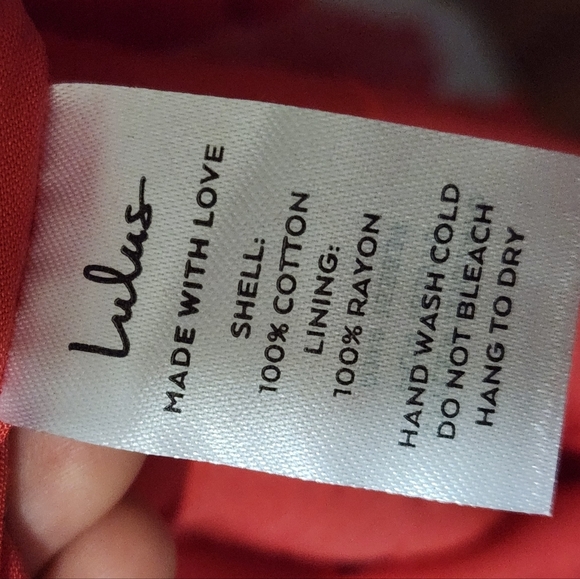 Lulus
MADE WITH LOVE
SHELL:
100% COTTON
LINING:
100% RAYON
HAND WASH COLD
DO NOT BLEACH
HANG TO DRY